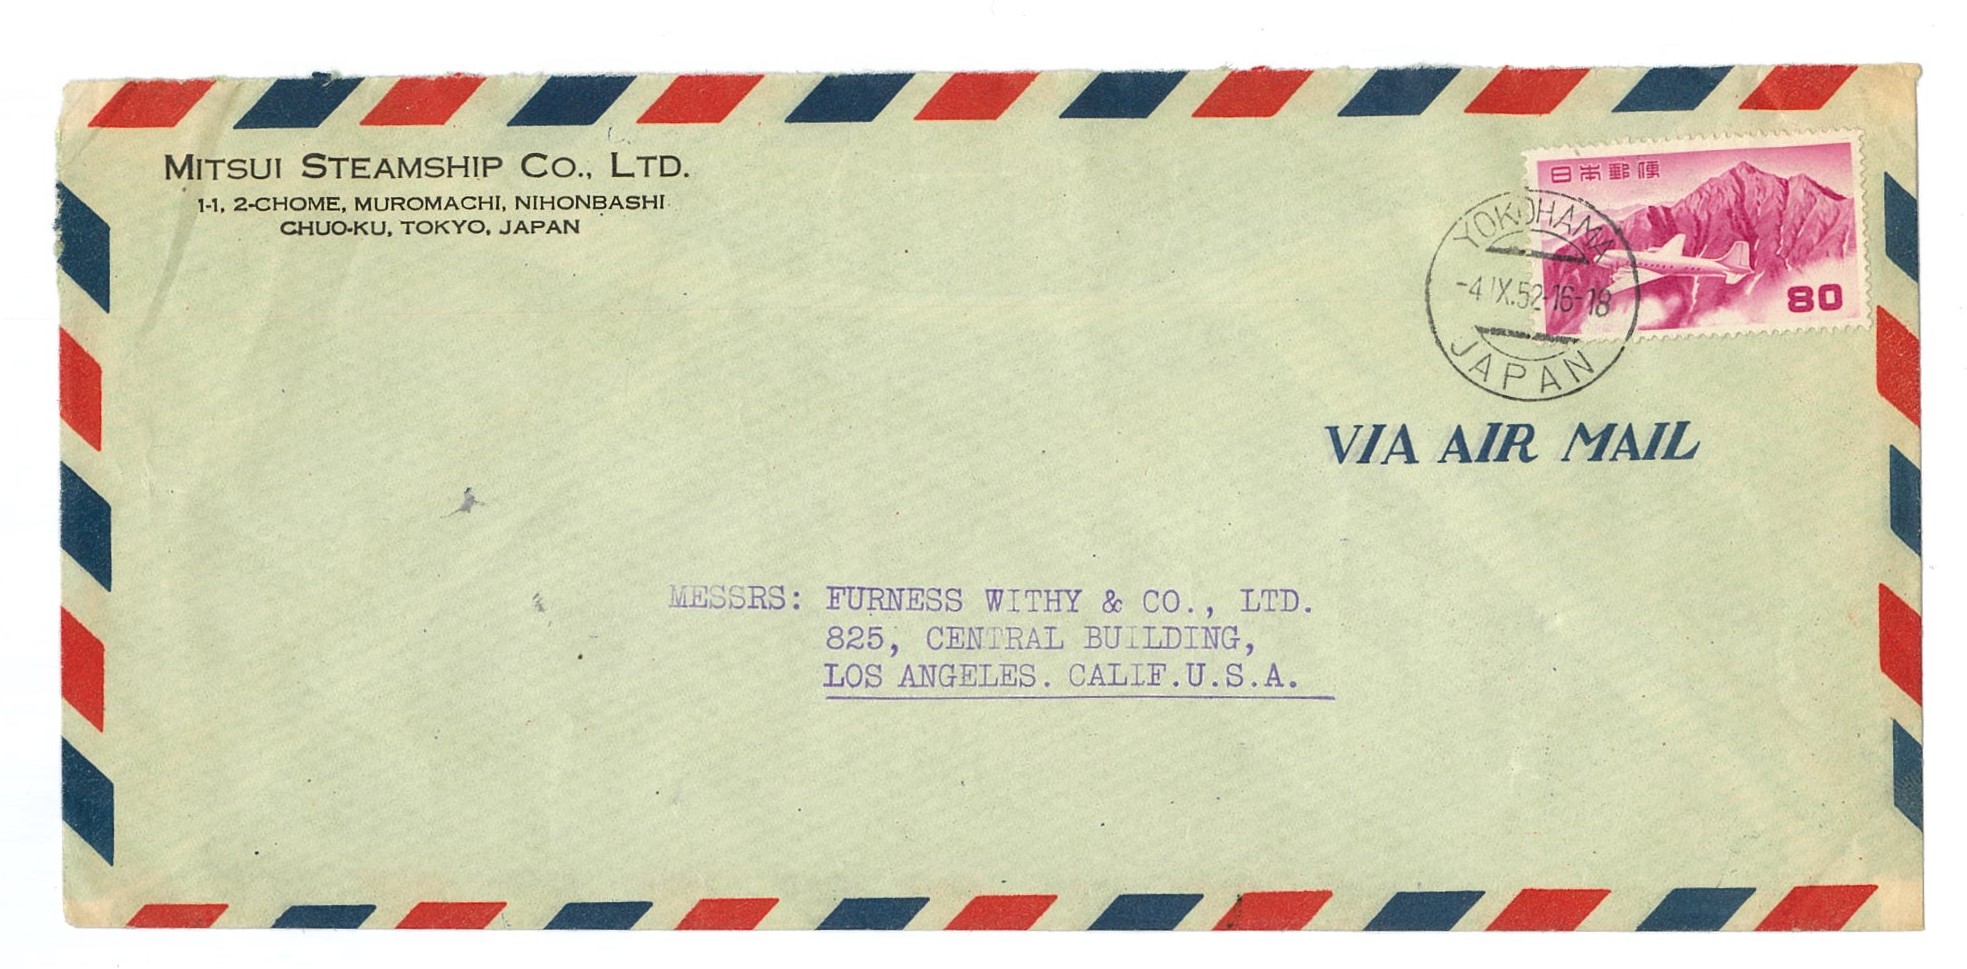 MITSUI STEAMSHIP CO., LTD.
1-1, 2-CHOME, MUROMACHI, NIHONBASHI
CHUO-KU, TOKYO, JAPAN
日本郵便
80
YOKOHAMA
-4.IX.52-16-18
JAPAN
VIA AIR MAIL
MESSRS: FURNESS WITHY & CO., LTD.
825, CENTRAL BUILDING,
LOS ANGELES. CALIF.U.S.A.